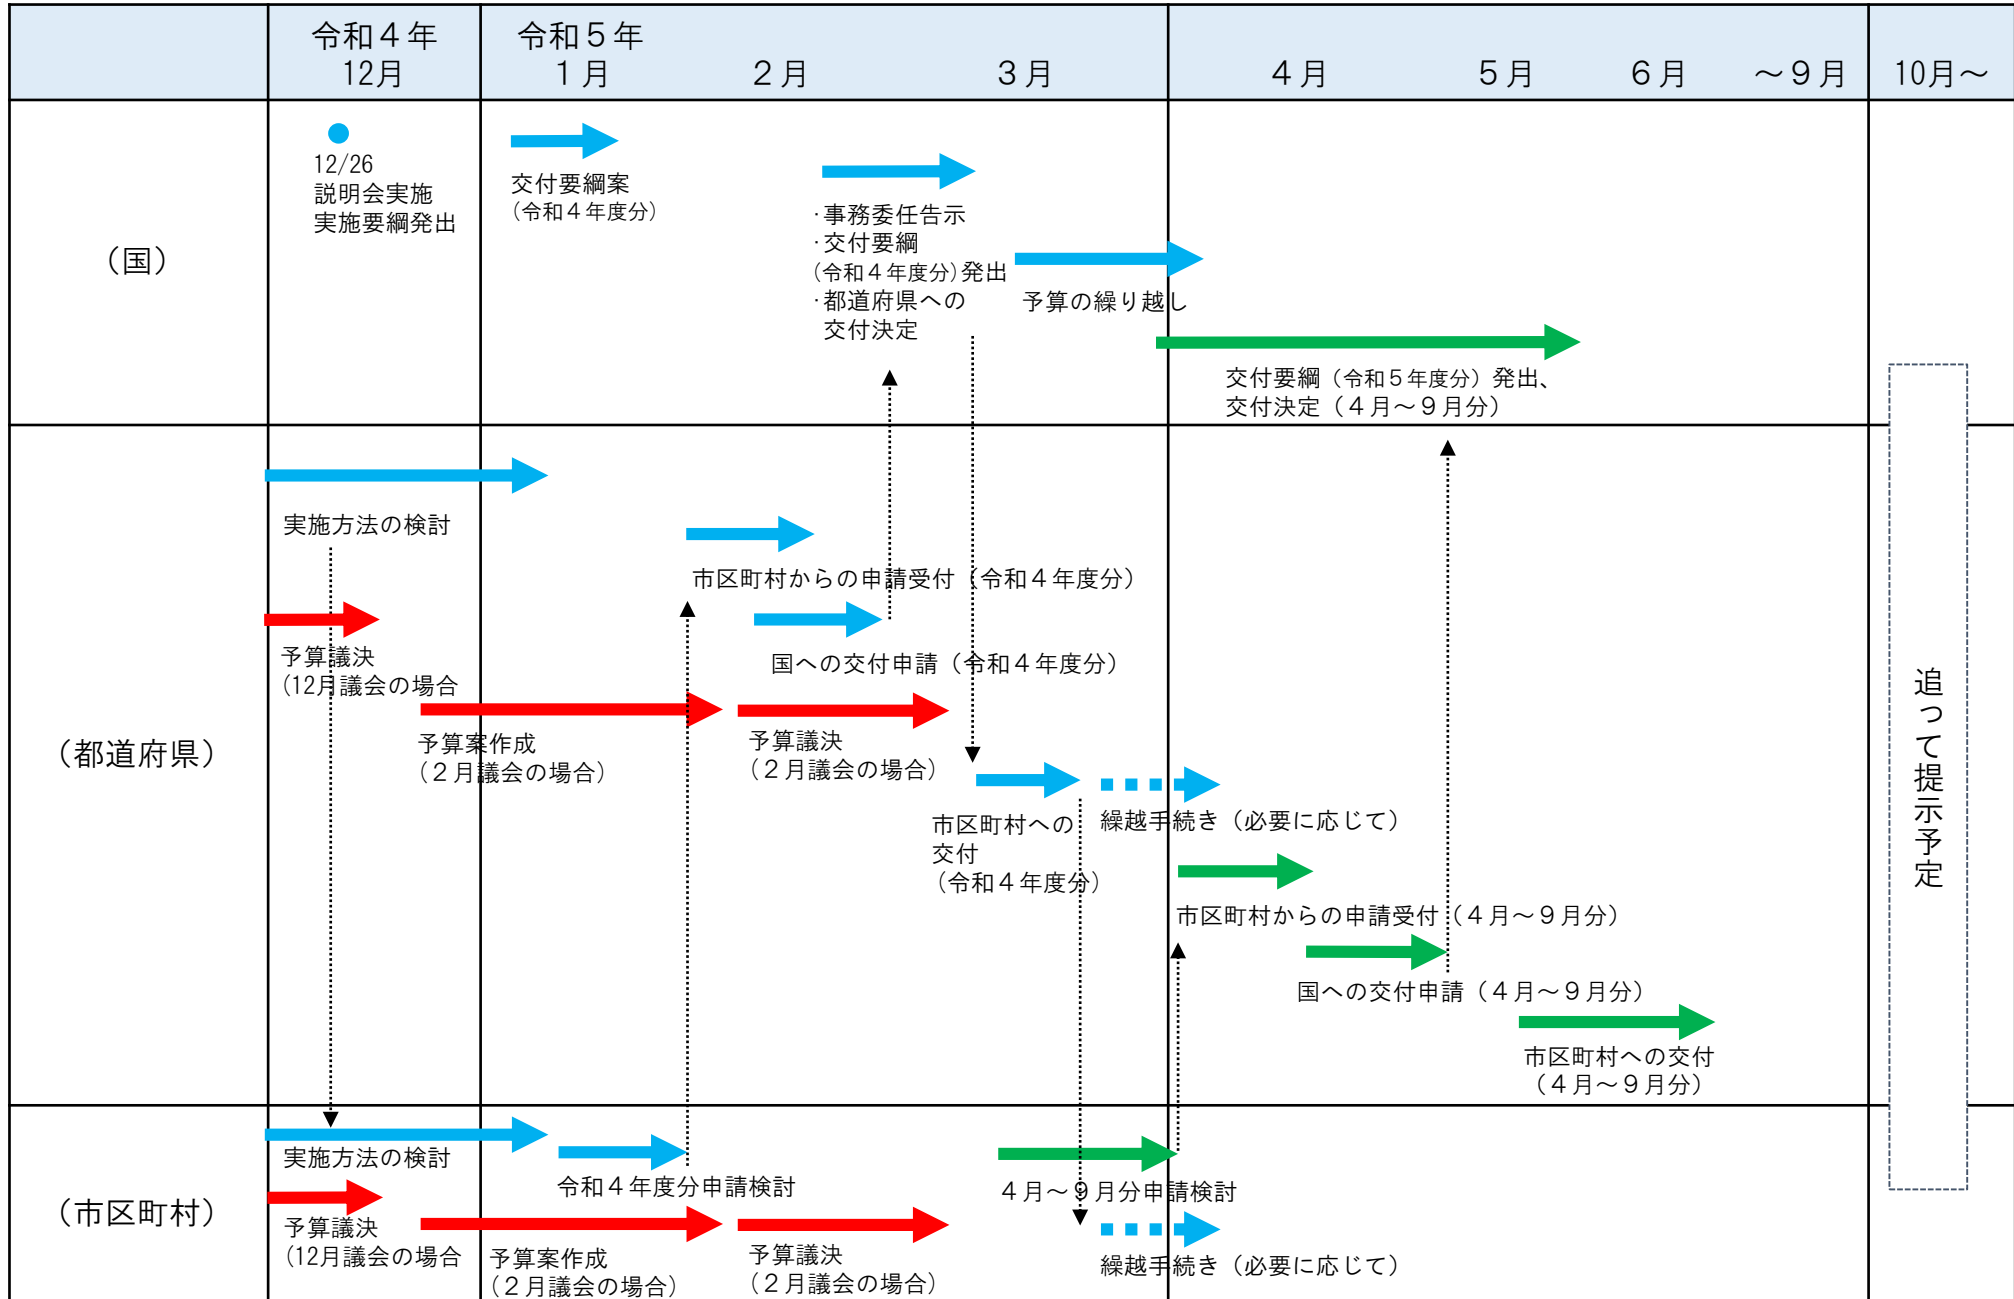 令和４年
12月
令和５年
１月
２月
３月
４月
５月
６月
～９月
10月～
（国）
12/26
説明会実施
実施要綱発出
交付要綱案
（令和４年度分）
･事務委任告示
･交付要綱
（令和４年度分）発出
･都道府県への
交付決定
予算の繰り越し
交付要綱（令和５年度分）発出、
交付決定（４月～９月分）
（都道府県）
実施方法の検討
市区町村からの申請受付（令和４年度分）
予算議決
（12月議会の場合
国への交付申請（令和４年度分）
予算案作成
（２月議会の場合）
予算議決
（２月議会の場合）
市区町村への
交付
（令和４年度分）
繰越手続き（必要に応じて）
市区町村からの申請受付（４月～９月分）
国への交付申請（４月～９月分）
市区町村への交付
（４月～９月分）
追って提示予定
（市区町村）
実施方法の検討
令和４年度分申請検討
４月～９月分申請検討
予算議決
（12月議会の場合
予算案作成
（２月議会の場合）
予算議決
（２月議会の場合）
繰越手続き（必要に応じて）